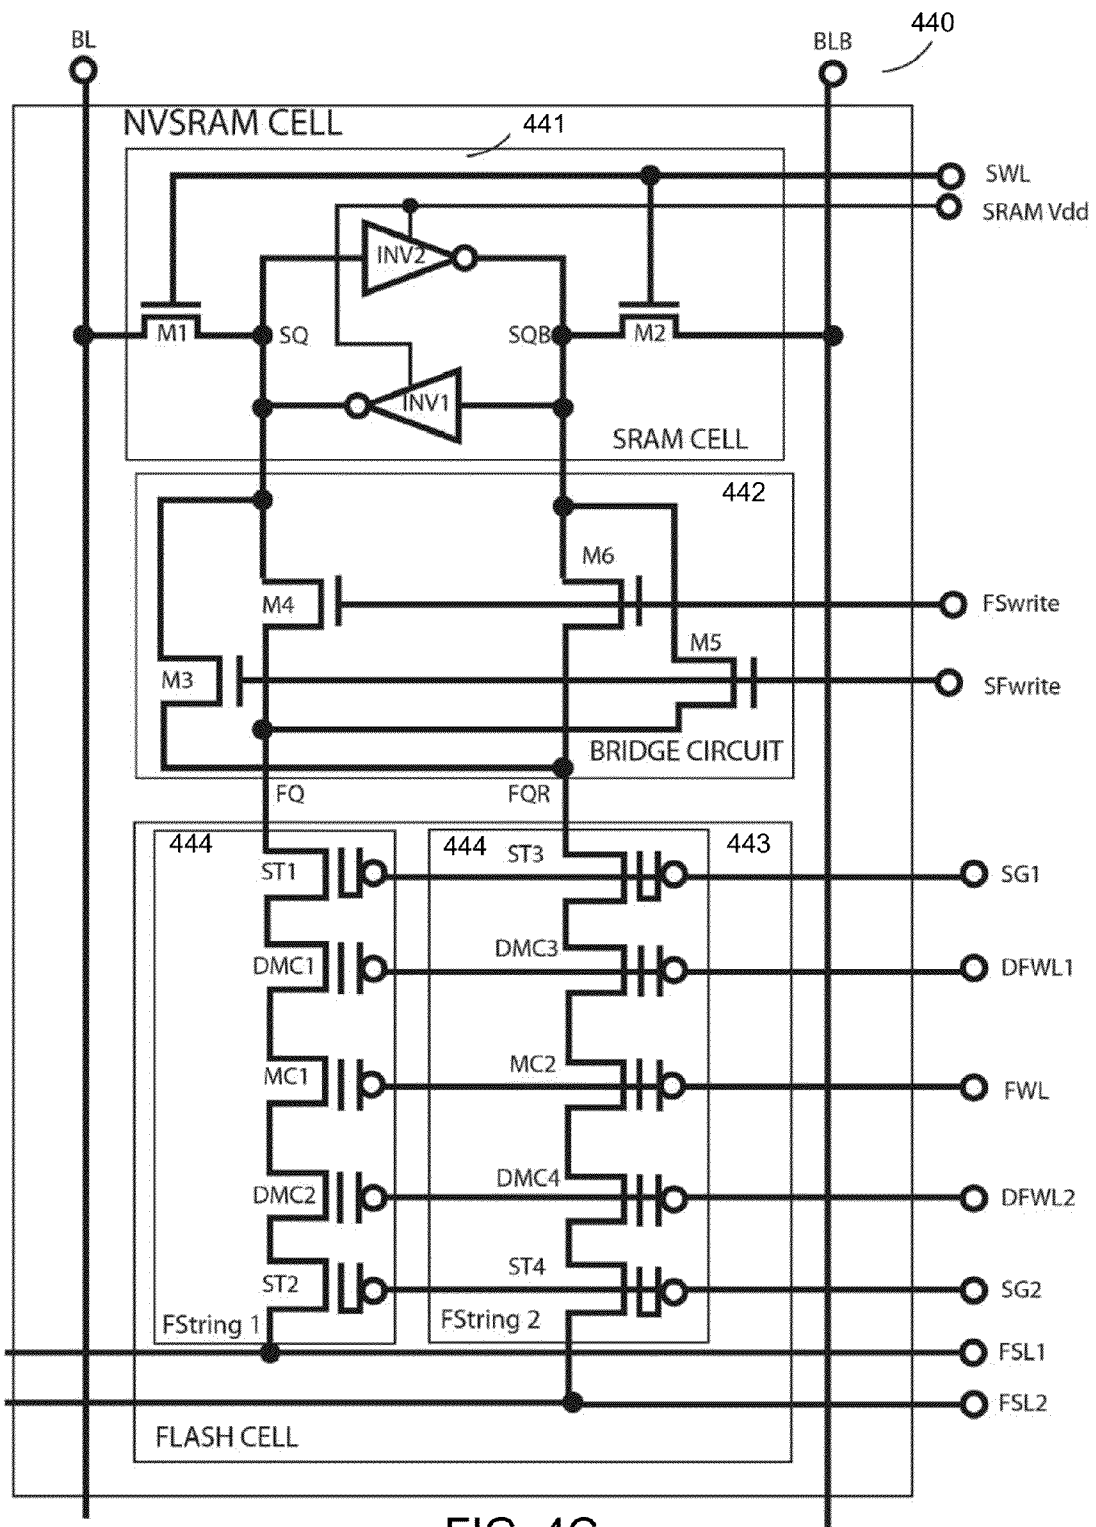 BL
BLB
440
NVSRAM CELL
441
SWL
SRAM Vdd
INV2
M1
SQ
SQB
M2
INV1
SRAM CELL
442
M6
M4
FSwrite
M5
M3
SFwrite
BRIDGE CIRCUIT
FQ
FQR
444
444
443
ST1
ST3
SG1
DMC1
DMC3
DFWL1
MC1
MC2
FWL
DMC2
DMC4
DFWL2
ST2
ST4
SG2
FString 1
FString 2
FSL1
FSL2
FLASH CELL